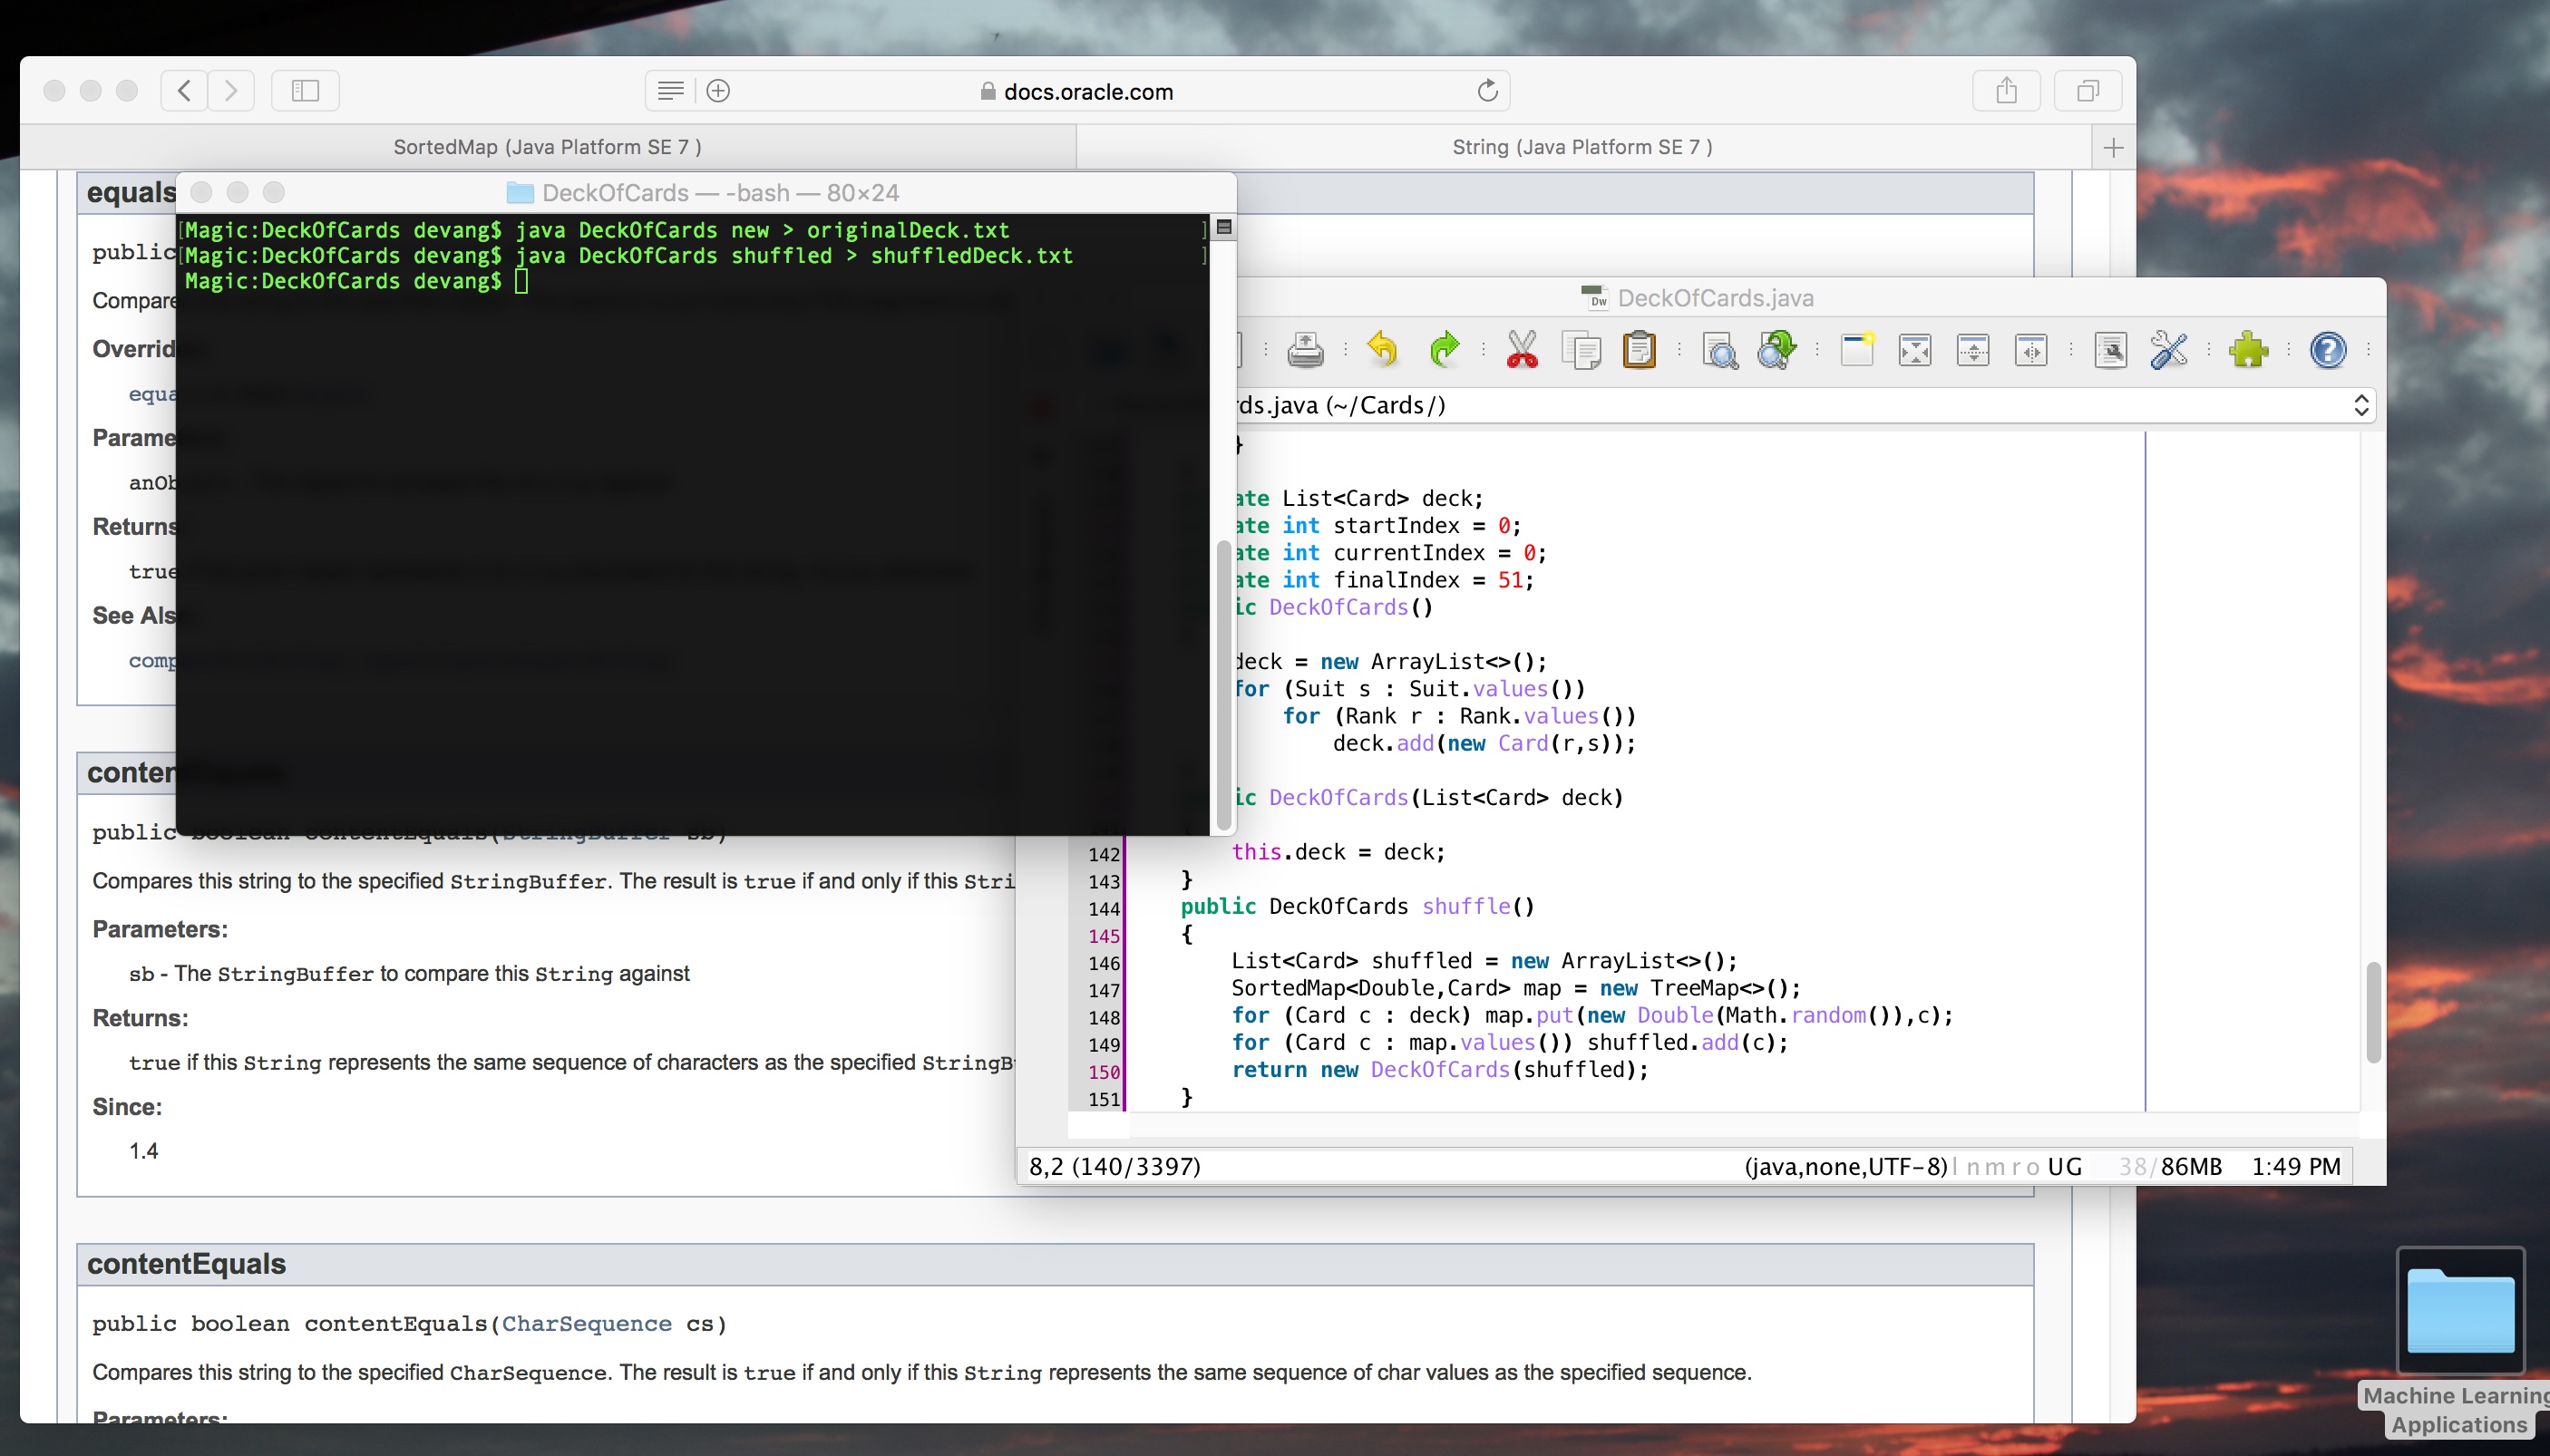 docs.oracle.com
SortedMap (Java Platform SE 7 )
String (Java Platform SE 7 )
equals
DeckOfCards — -bash — 80×24
[Magic:DeckOfCards devang$ java DeckOfCards new > originalDeck.txt ]
[Magic:DeckOfCards devang$ java DeckOfCards shuffled > shuffledDeck.txt ]
Magic:DeckOfCards devang$
public
Compare
Overrid
equa
Parame
anOb
Returns
true
See Als
comp
conten
public boolean contentEquals(StringBuffer sb)
Compares this string to the specified StringBuffer. The result is true if and only if this Stri
Parameters:
sb - The StringBuffer to compare this String against
Returns:
true if this String represents the same sequence of characters as the specified StringB
Since:
1.4
contentEquals
public boolean contentEquals(CharSequence cs)
Compares this string to the specified CharSequence. The result is true if and only if this String represents the same sequence of char values as the specified sequence.
Parameters:
Dw DeckOfCards.java
ds.java (~/Cards/)
}
ate List<Card> deck;
ate int startIndex = 0;
ate int currentIndex = 0;
ate int finalIndex = 51;
ic DeckOfCards()
deck = new ArrayList<>();
for (Suit s : Suit.values())
for (Rank r : Rank.values())
deck.add(new Card(r,s));
ic DeckOfCards(List<Card> deck)
142 this.deck = deck;
143 }
144 public DeckOfCards shuffle()
145 {
146 List<Card> shuffled = new ArrayList<>();
147 SortedMap<Double,Card> map = new TreeMap<>();
148 for (Card c : deck) map.put(new Double(Math.random()),c);
149 for (Card c : map.values()) shuffled.add(c);
150 return new DeckOfCards(shuffled);
151 }
8,2 (140/3397)
(java,none,UTF-8)l n m r o UG 38/86MB 1:49 PM
Machine Learning
Applications